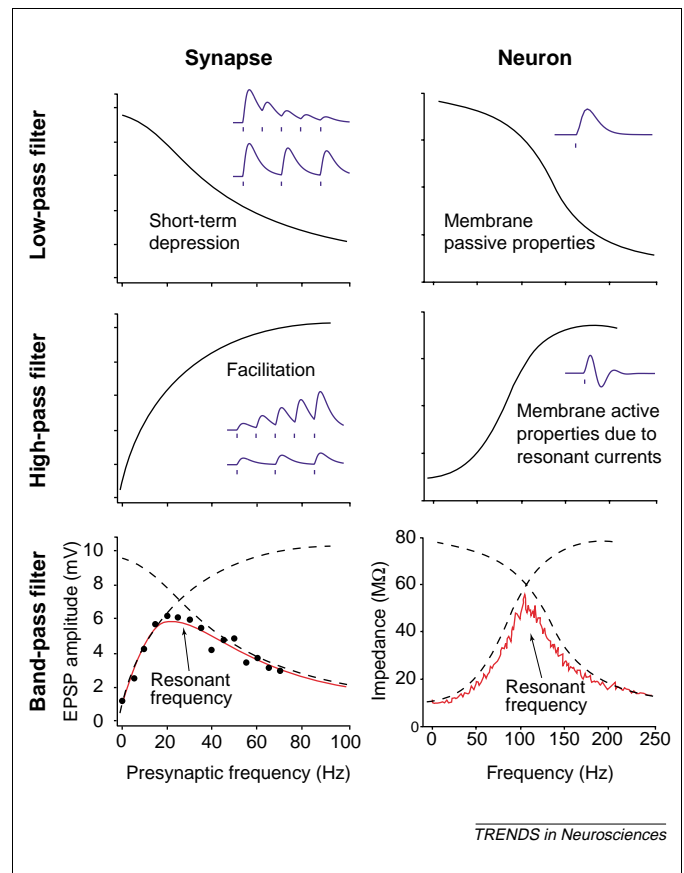 Synapse
Neuron
Low-pass filter
Short-term
depression
Membrane
passive properties
High-pass filter
Facilitation
Membrane active
properties due to
resonant currents
Band-pass filter
EPSP amplitude (mV)
10
8
6
4
2
0
Resonant
frequency
0
20
40
60
80
100
Presynaptic frequency (Hz)
Impedance (MΩ)
80
60
40
20
0
Resonant
frequency
0
50
100
150
200
250
Frequency (Hz)
TRENDS in Neurosciences